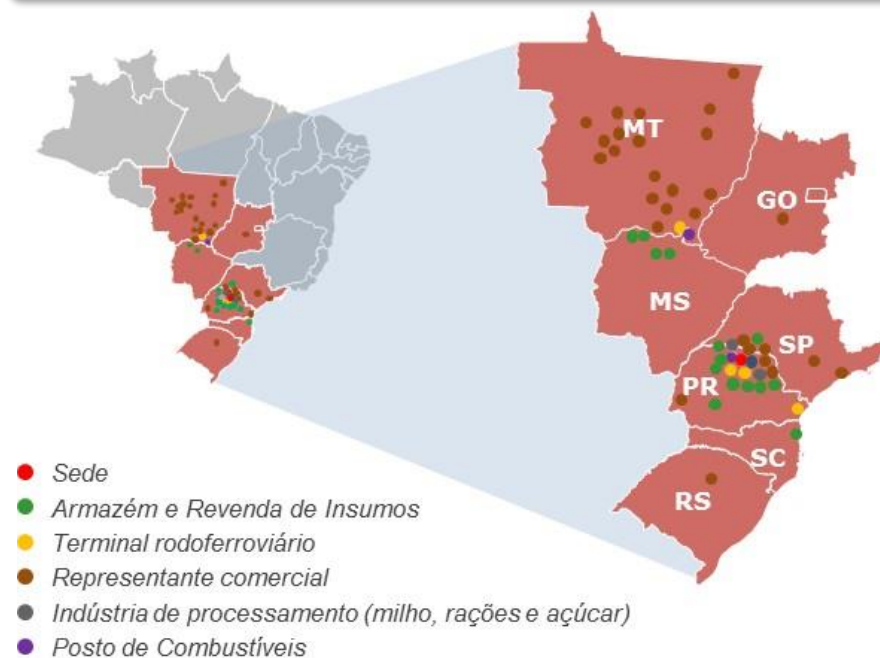 MT
GO
MS
SP
PR
SC
RS
Sede
Armazém e Revenda de Insumos
Terminal rodoferroviário
Representante comercial
Indústria de processamento (milho, rações e açúcar)
Posto de Combustíveis